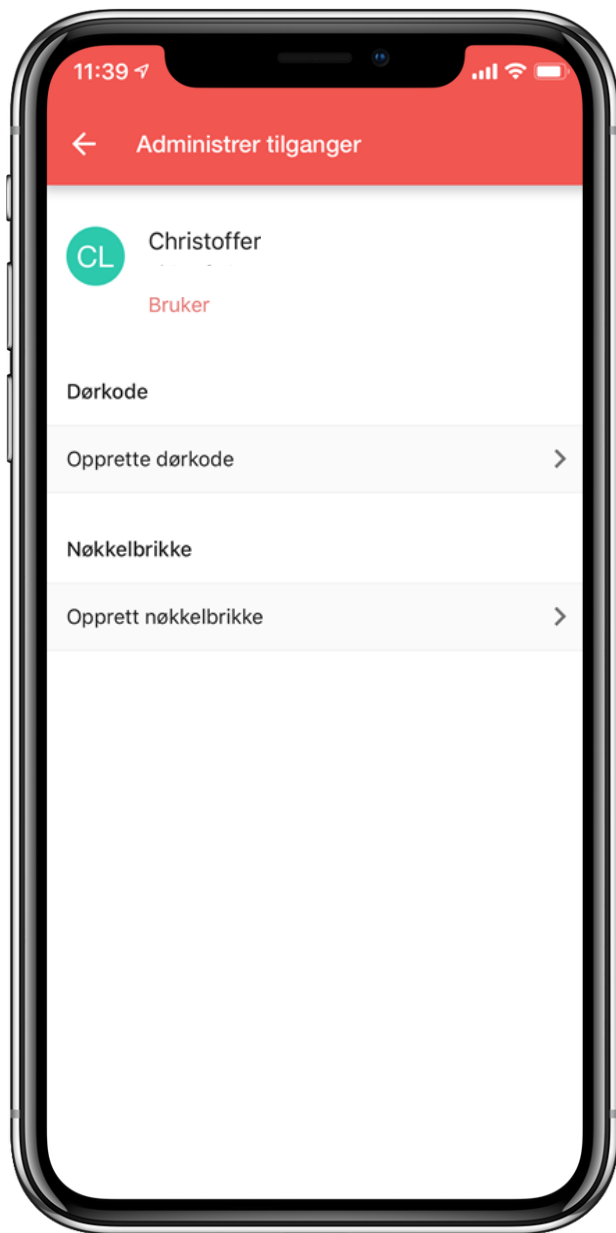 11:39
Administrer tilganger
CL
Christoffer
Bruker
Dørkode
Opprette dørkode
Nøkkelbrikke
Opprett nøkkelbrikke